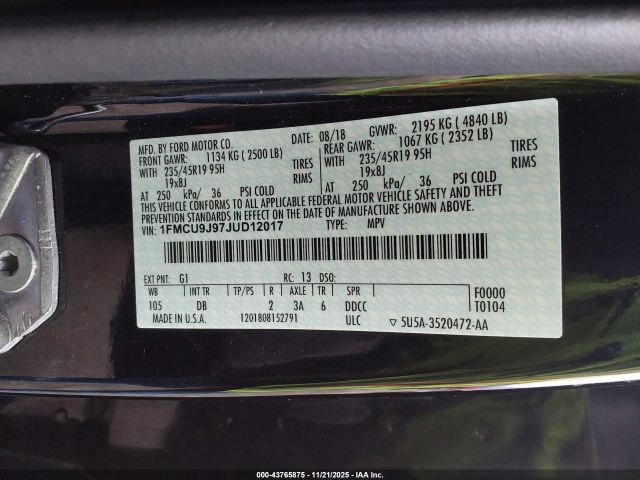 MFD. BY FORD MOTOR CO. DATE: 08/18 GVWR: 2195 KG ( 4840 LB)
FRONT GAWR: 1134 KG ( 2500 LB) REAR GAWR: 1067 KG ( 2352 LB)
WITH 235/45R19 95H TIRES WITH 235/45R19 95H TIRES
19x8J RIMS 19x8J RIMS
AT 250 kPa/ 36 PSI COLD AT 250 kPa/ 36 PSI COLD
THIS VEHICLE CONFORMS TO ALL APPLICABLE FEDERAL MOTOR VEHICLE SAFETY AND THEFT
PREVENTION STANDARDS IN EFFECT ON THE DATE OF MANUFACTURE SHOWN ABOVE.
VIN: 1FMCU9J97JUD12017 TYPE: MPV
EXT PNT: G1 RC: 13 DSO:
WB INT TR TP/PS R AXLE TR SPR F0000
105 DB 2 3A 6 DDCC T0104
MADE IN U.S.A. 1201808152791 ULC ▽ 5U5A-3520472-AA
000-43765875 - 11/21/2025 - IAA Inc.